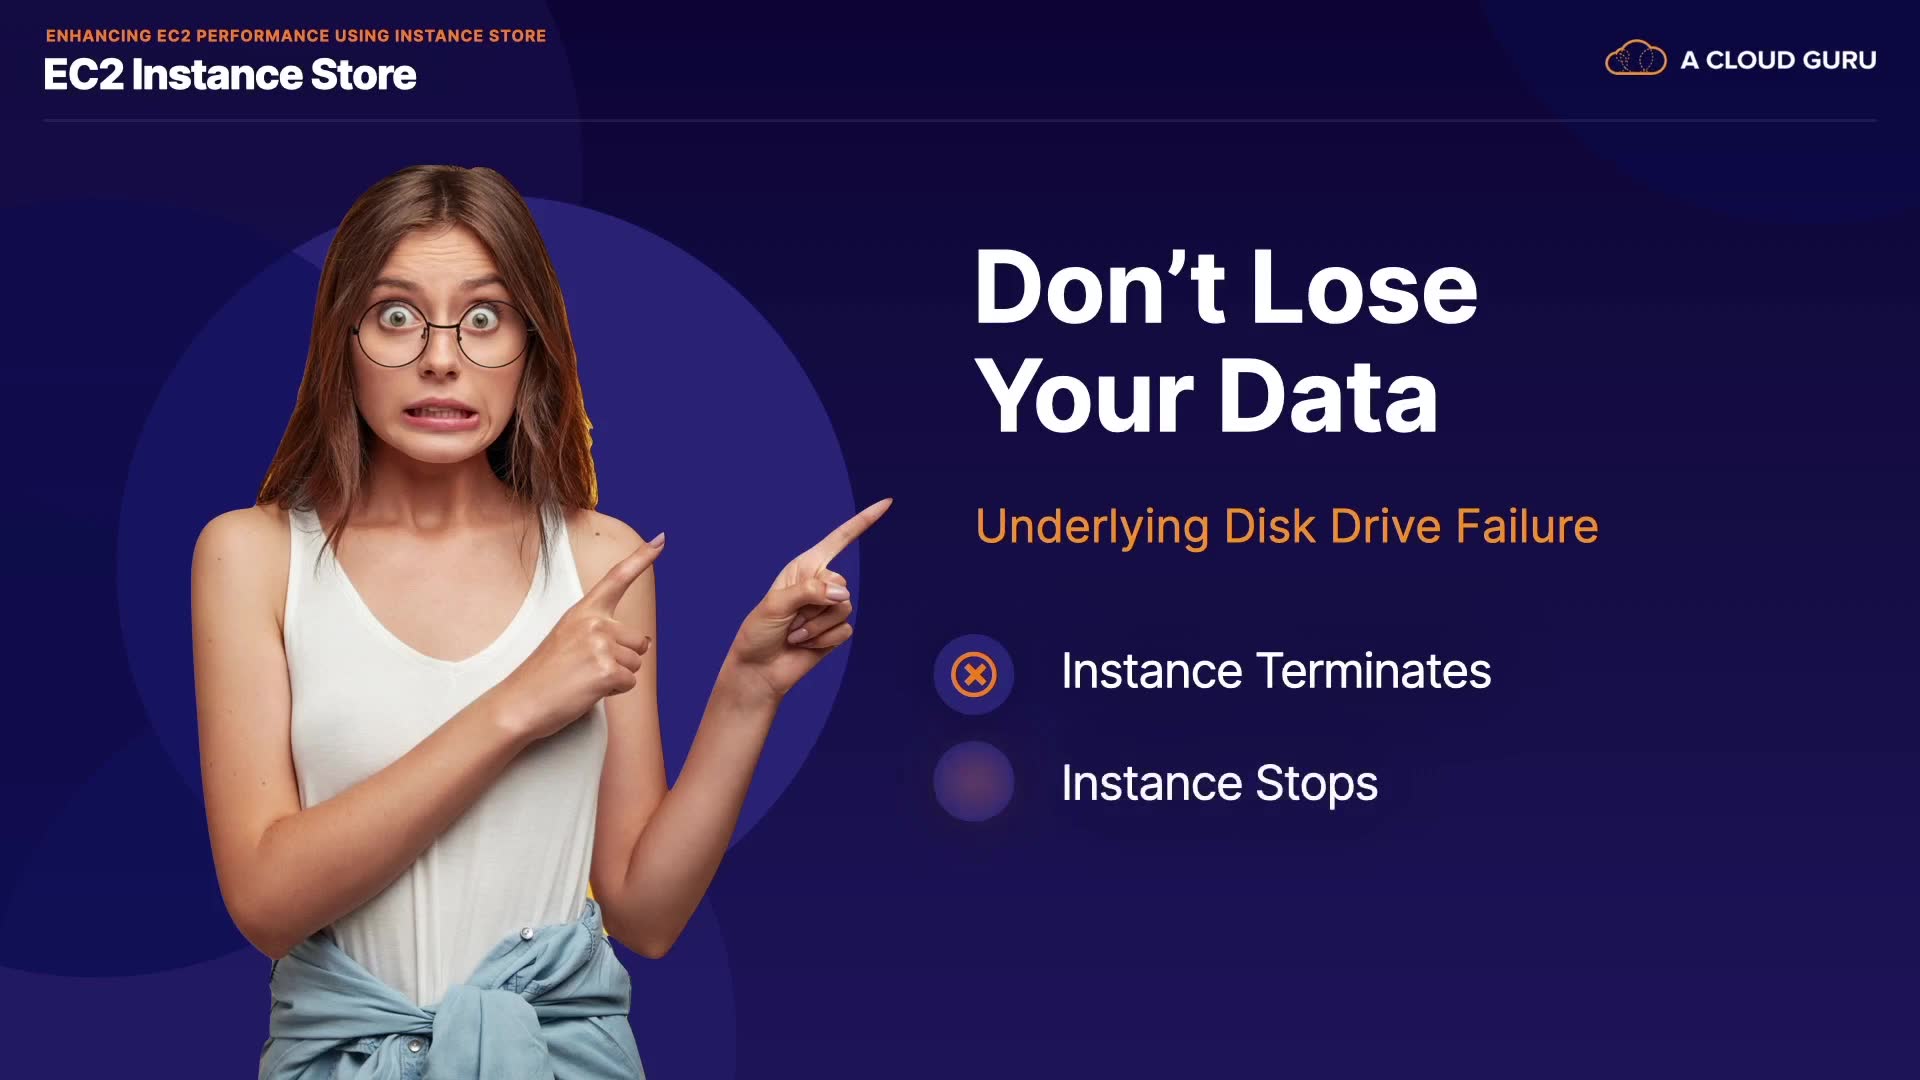 ENHANCING EC2 PERFORMANCE USING INSTANCE STORE
EC2 Instance Store
A CLOUD GURU
Don’t Lose
Your Data
Underlying Disk Drive Failure
Instance Terminates
Instance Stops